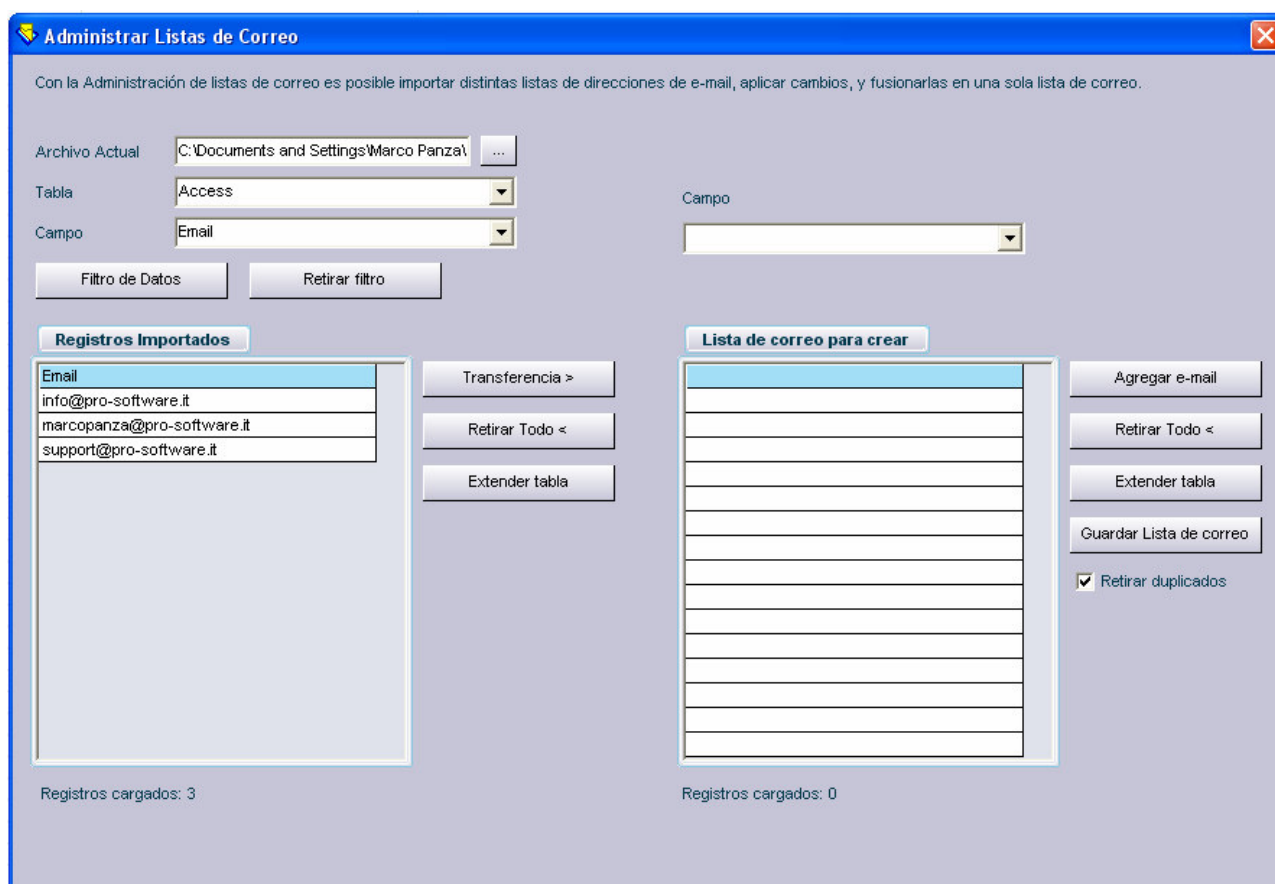 Administrar Listas de Correo
Con la Administración de listas de correo es posible importar distintas listas de direcciones de e-mail, aplicar cambios, y fusionarlas en una sola lista de correo.
Archivo Actual C:\Documents and Settings\Marco Panza\ ...
Tabla Access
Campo
Campo Email
Filtro de Datos Retirar filtro
Registros Importados
Email
info@pro-software.it
marcopanza@pro-software.it
support@pro-software.it
Transferencia >
Retirar Todo <
Extender tabla
Registros cargados: 3
Lista de correo para crear
Agregar e-mail
Retirar Todo <
Extender tabla
Guardar Lista de correo
Retirar duplicados
Registros cargados: 0